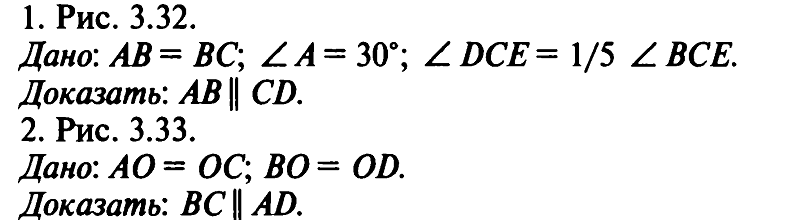 1. Рис. 3.32.
Дано: AB = BC; ∠ A = 30°; ∠ DCE = 1/5 ∠ BCE.
Доказать: AB ∥ CD.
2. Рис. 3.33.
Дано: AO = OC; BO = OD.
Доказать: BC ∥ AD.